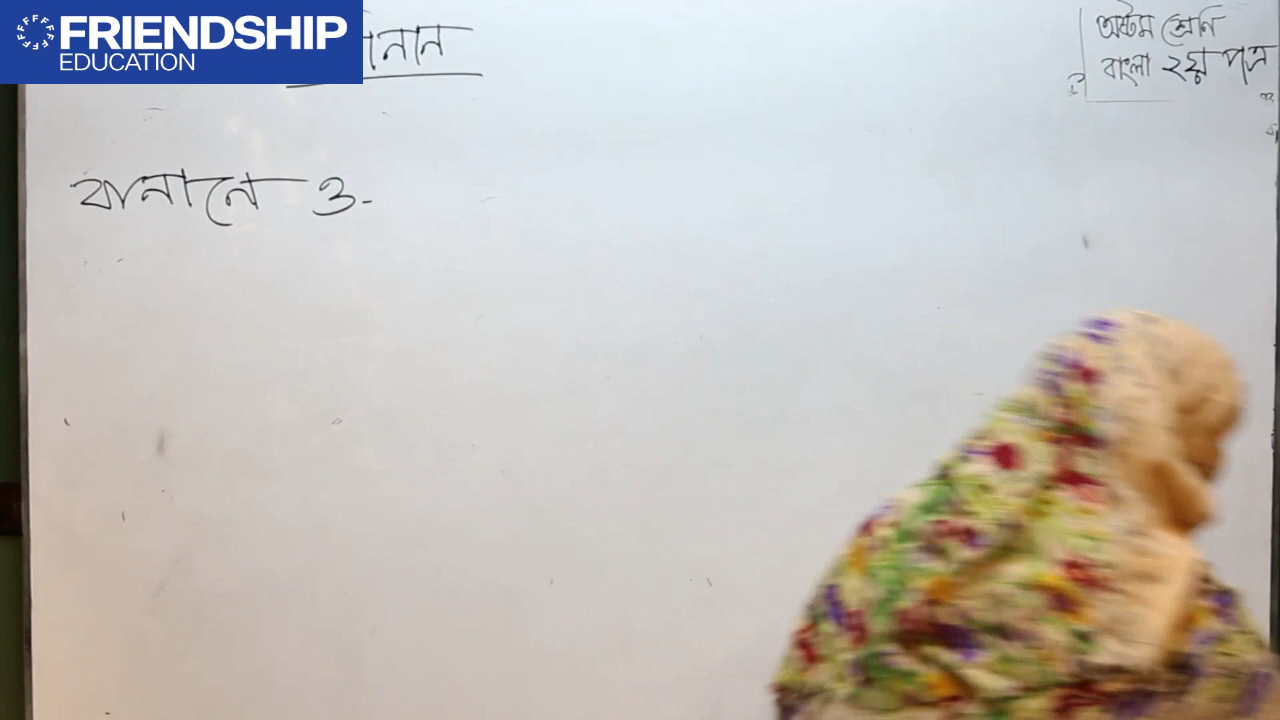 FRIENDSHIP
EDUCATION
অষ্টম শ্রেণি
বাংলা ২য় পত্র
বানানে ও-